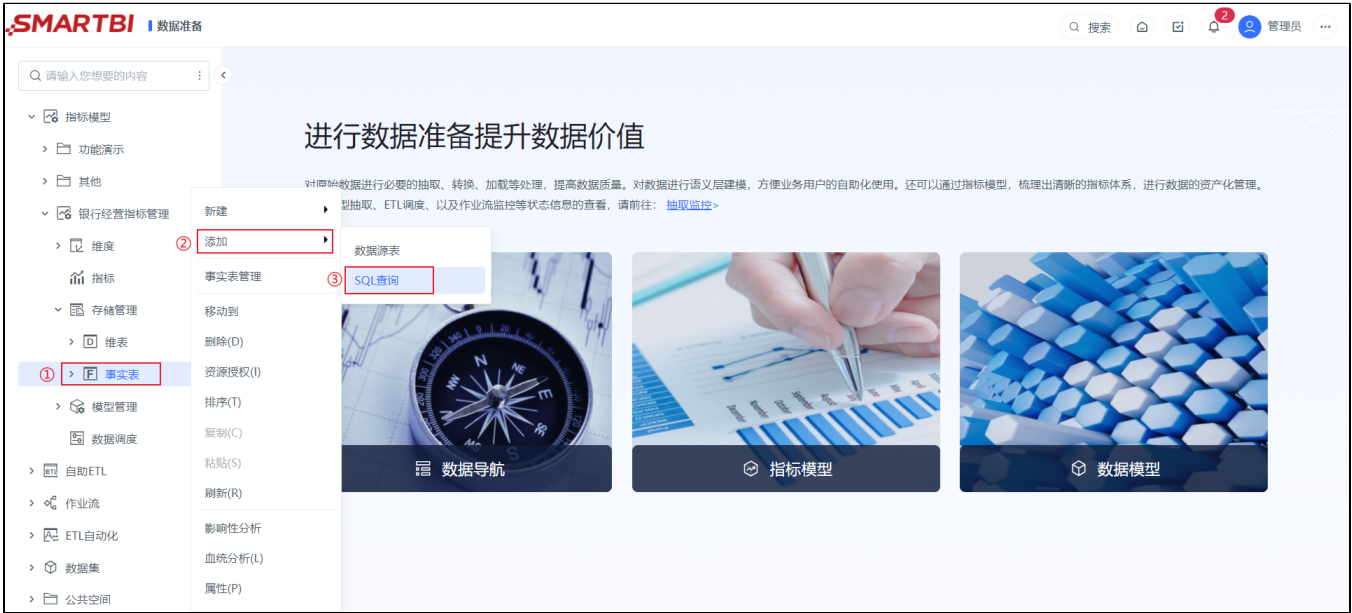 SMARTBI 数据准备
搜索
2
管理员
请输入您想要的内容
指标模型
功能演示
其他
银行经营指标管理
维度
指标
存储管理
D 维表
① F 事实表
模型管理
数据调度
ETL 自助ETL
作业流
ETL自动化
数据集
公共空间
新建
② 添加
事实表管理
移动到
删除(D)
资源授权(I)
排序(T)
复制(C)
粘贴(S)
刷新(R)
影响性分析
血统分析(L)
属性(P)
数据源表
③ SQL查询
进行数据准备提升数据价值
对原始数据进行必要的抽取、转换、加载等处理，提高数据质量。对数据进行语义层建模，方便业务用户的自助化使用。还可以通过指标模型，梳理出清晰的指标体系，进行数据的资产化管理。
型抽取、ETL调度、以及作业流监控等状态信息的查看，请前往： 抽取监控>
N
NE
E
SE
S
NW
数据导航
December
November
October
September
August
指标模型
数据模型